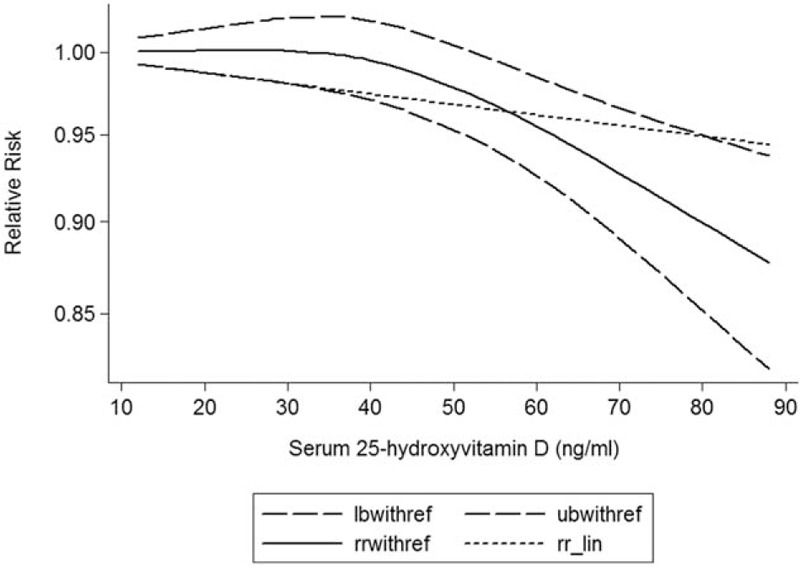 Relative Risk
1.00
0.95
0.90
0.85
10 20 30 40 50 60 70 80 90
Serum 25-hydroxyvitamin D (ng/ml)
lbwithref ubwithref
rrwithref rr_lin